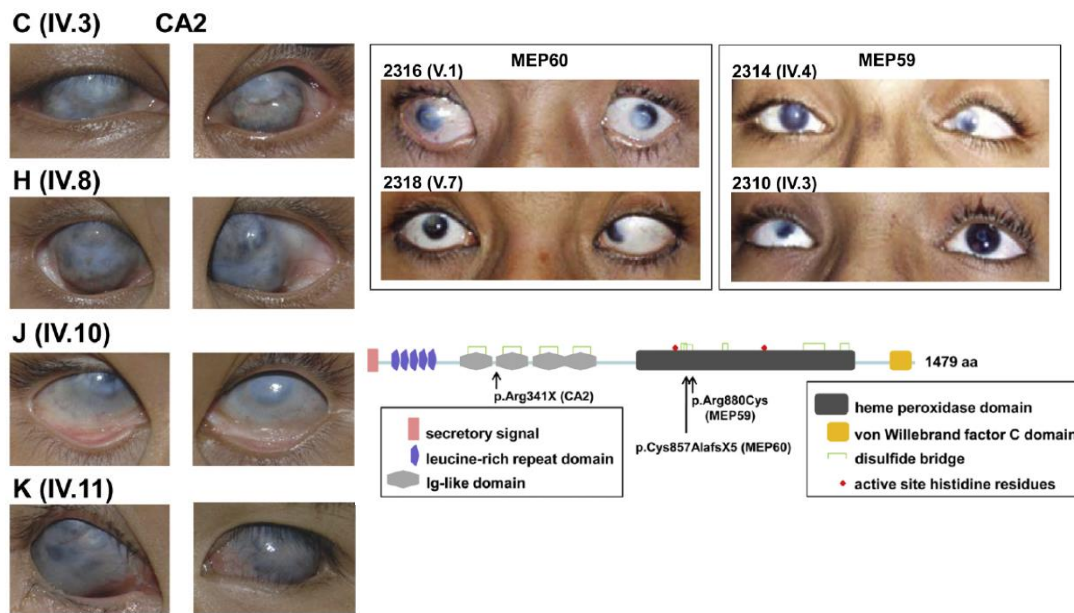 C (IV.3) CA2
H (IV.8)
J (IV.10)
K (IV.11)
MEP60
2316 (V.1)
2318 (V.7)
MEP59
2314 (IV.4)
2310 (IV.3)
1479 aa
p.Arg341X (CA2)
p.Arg880Cys
(MEP59)
p.Cys857AlafsX5 (MEP60)
secretory signal
leucine-rich repeat domain
Ig-like domain
heme peroxidase domain
von Willebrand factor C domain
disulfide bridge
active site histidine residues